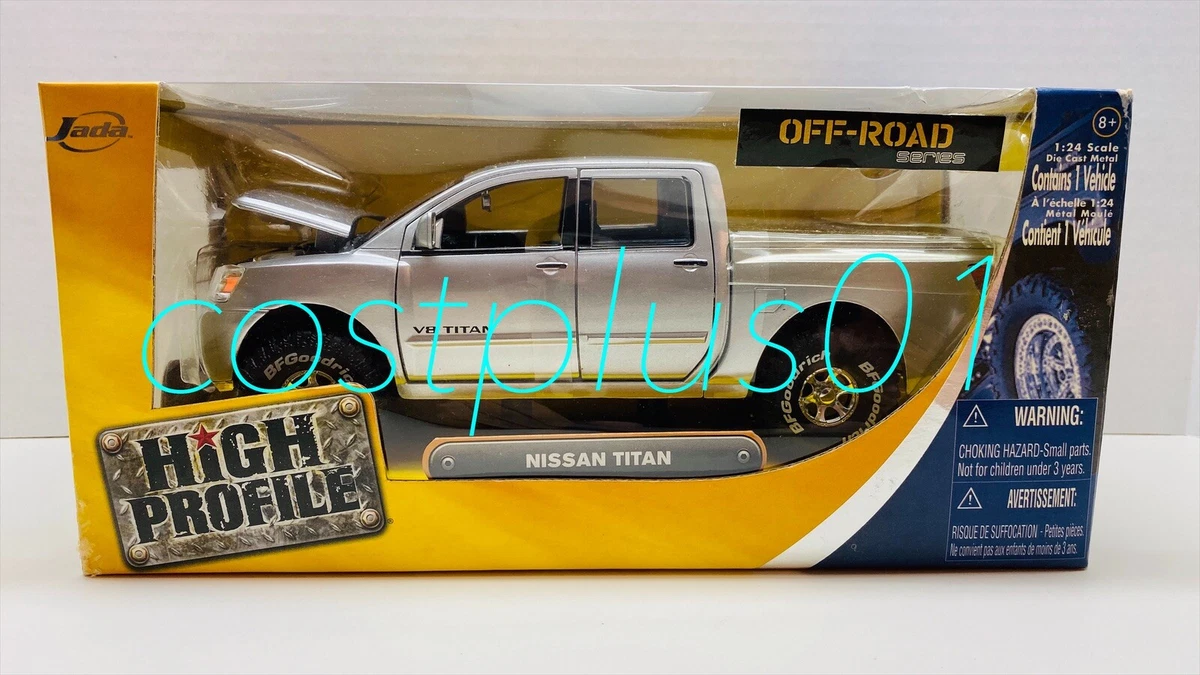 Jada
OFF-ROAD
series
8+
1:24 Scale
Die Cast Metal
Contains 1 Vehicle
À l'échelle 1:24
Métal Moulé
Contient 1 Véhicule
V8 TITAN
BFGoodrich
BFGoodrich
BFGoodrich
costplus01
HiGH
PROFILE
NISSAN TITAN
WARNING:
CHOKING HAZARD-Small parts.
Not for children under 3 years.
AVERTISSEMENT:
RISQUE DE SUFFOCATION - Petites pièces.
Ne convient pas aux enfants de moins de 3 ans.